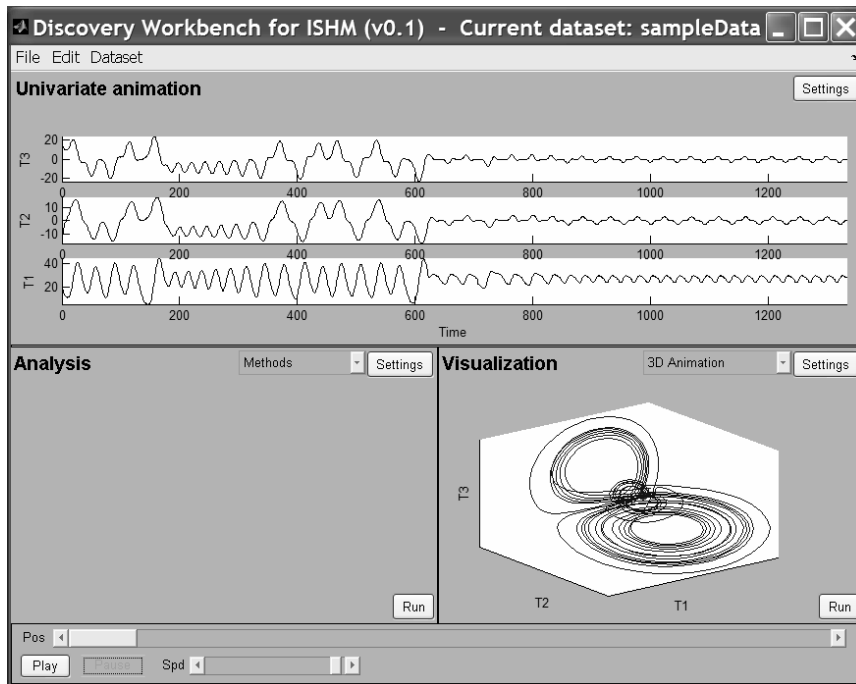 Discovery Workbench for ISHM (v0.1) - Current dataset: sampleData
File Edit Dataset
Univariate animation
Settings
T3
20
0
-20
0 200 400 600 800 1000 1200
T2
10
0
-10
0 200 400 600 800 1000 1200
T1
40
20
0 200 400 600 800 1000 1200
Time
Analysis
Methods
Settings
Run
Visualization
3D Animation
Settings
T3
T2
T1
Run
Pos
Play
Pause
Spd